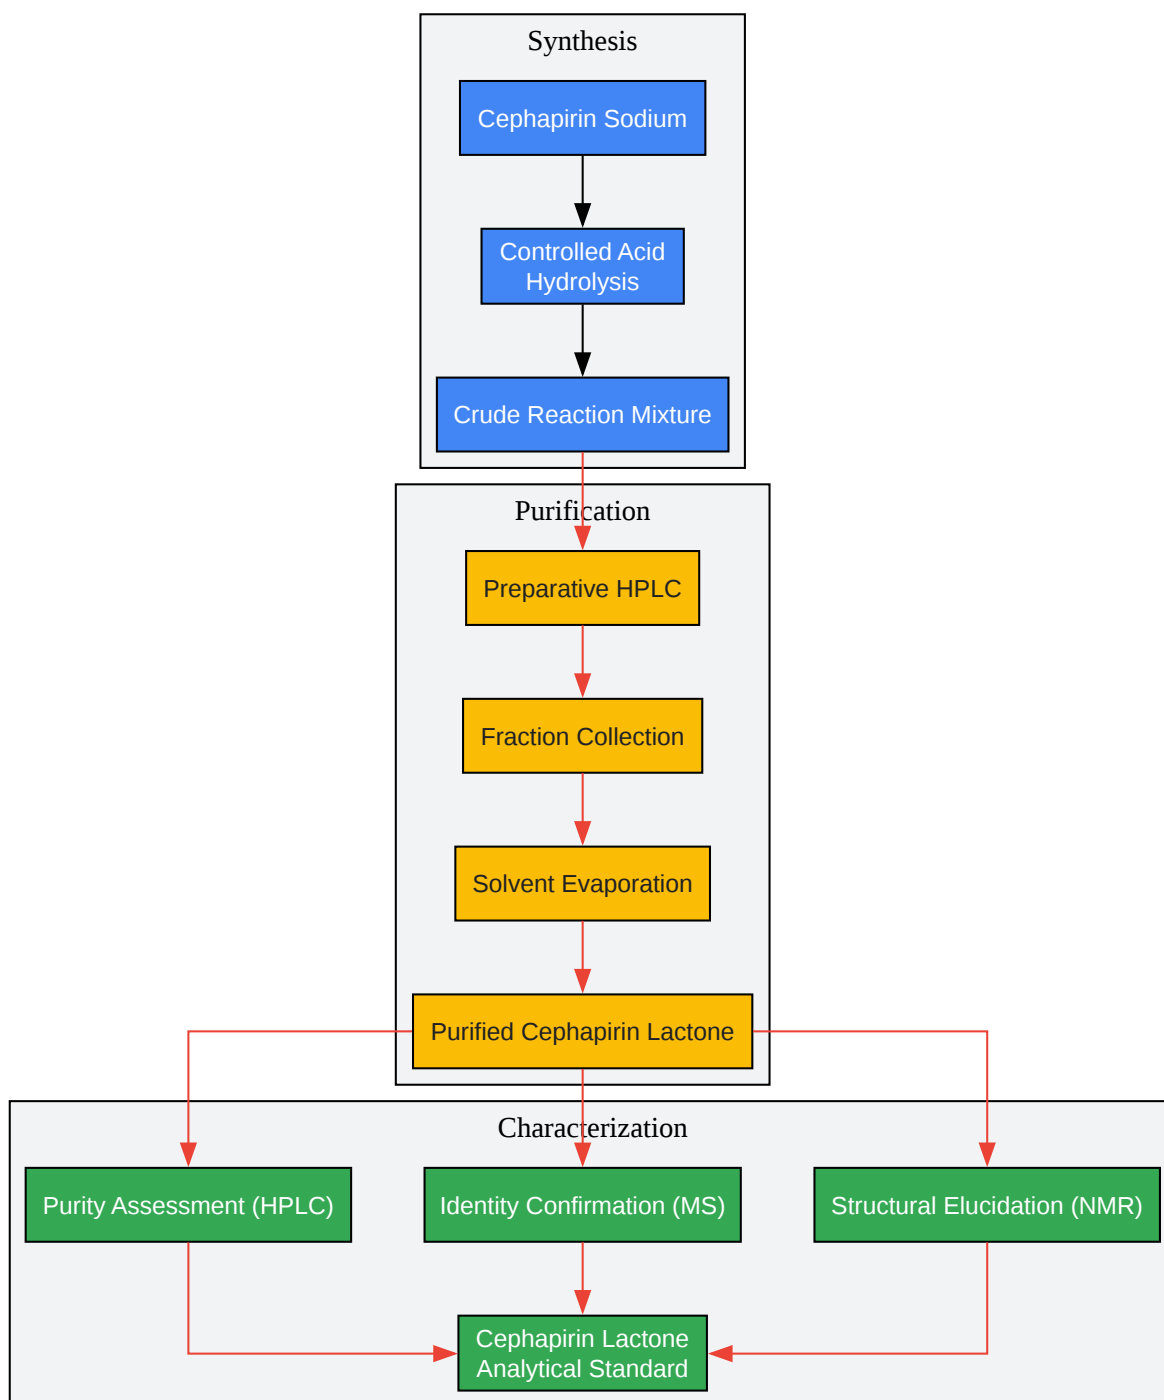 Synthesis
Cephapirin Sodium
Controlled Acid
Hydrolysis
Crude Reaction Mixture
Purification
Preparative HPLC
Fraction Collection
Solvent Evaporation
Purified Cephapirin Lactone
Characterization
Purity Assessment (HPLC)
Identity Confirmation (MS)
Structural Elucidation (NMR)
Cephapirin Lactone
Analytical Standard